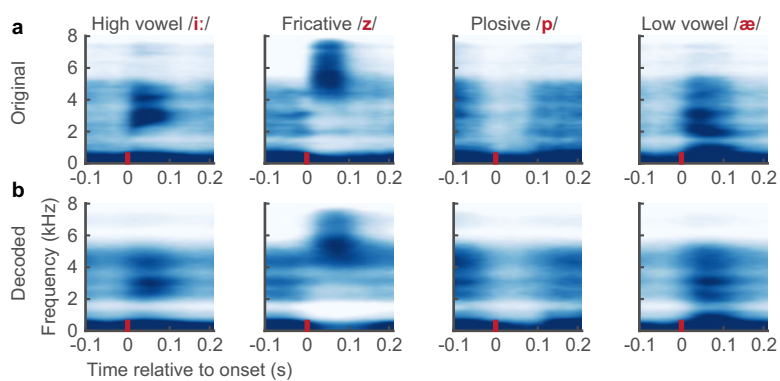 a
High vowel /iː/ Fricative /z/ Plosive /p/ Low vowel /æ/
Original
8
6
4
2
0
-0.1 0 0.1 0.2 -0.1 0 0.1 0.2 -0.1 0 0.1 0.2 -0.1 0 0.1 0.2
b
Decoded
Frequency (kHz)
8
6
4
2
0
-0.1 0 0.1 0.2 -0.1 0 0.1 0.2 -0.1 0 0.1 0.2 -0.1 0 0.1 0.2
Time relative to onset (s)